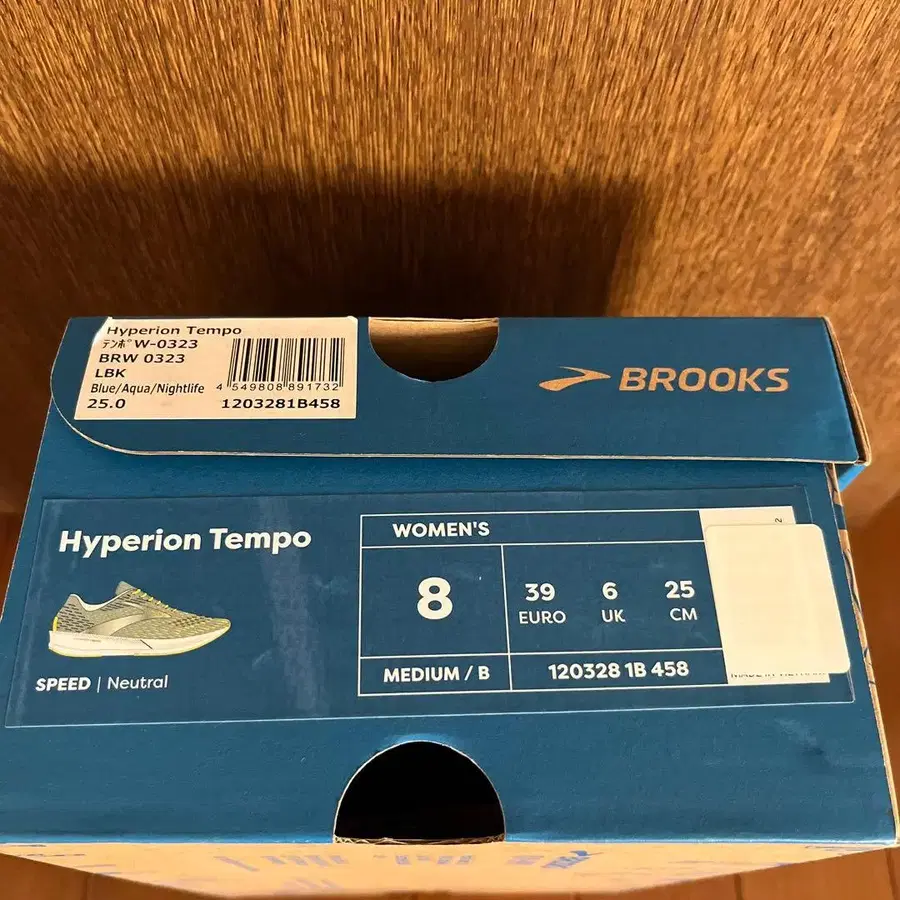 Hyperion Tempo
テンポ W-0323
BRW 0323
LBK
Blue/Aqua/Nightlife
4 549808 891732
25.0
1203281B458
BROOKS
Hyperion Tempo
SPEED | Neutral
WOMEN'S
8
39 EURO
6 UK
25 CM
MEDIUM / B
120328 1B 458
2